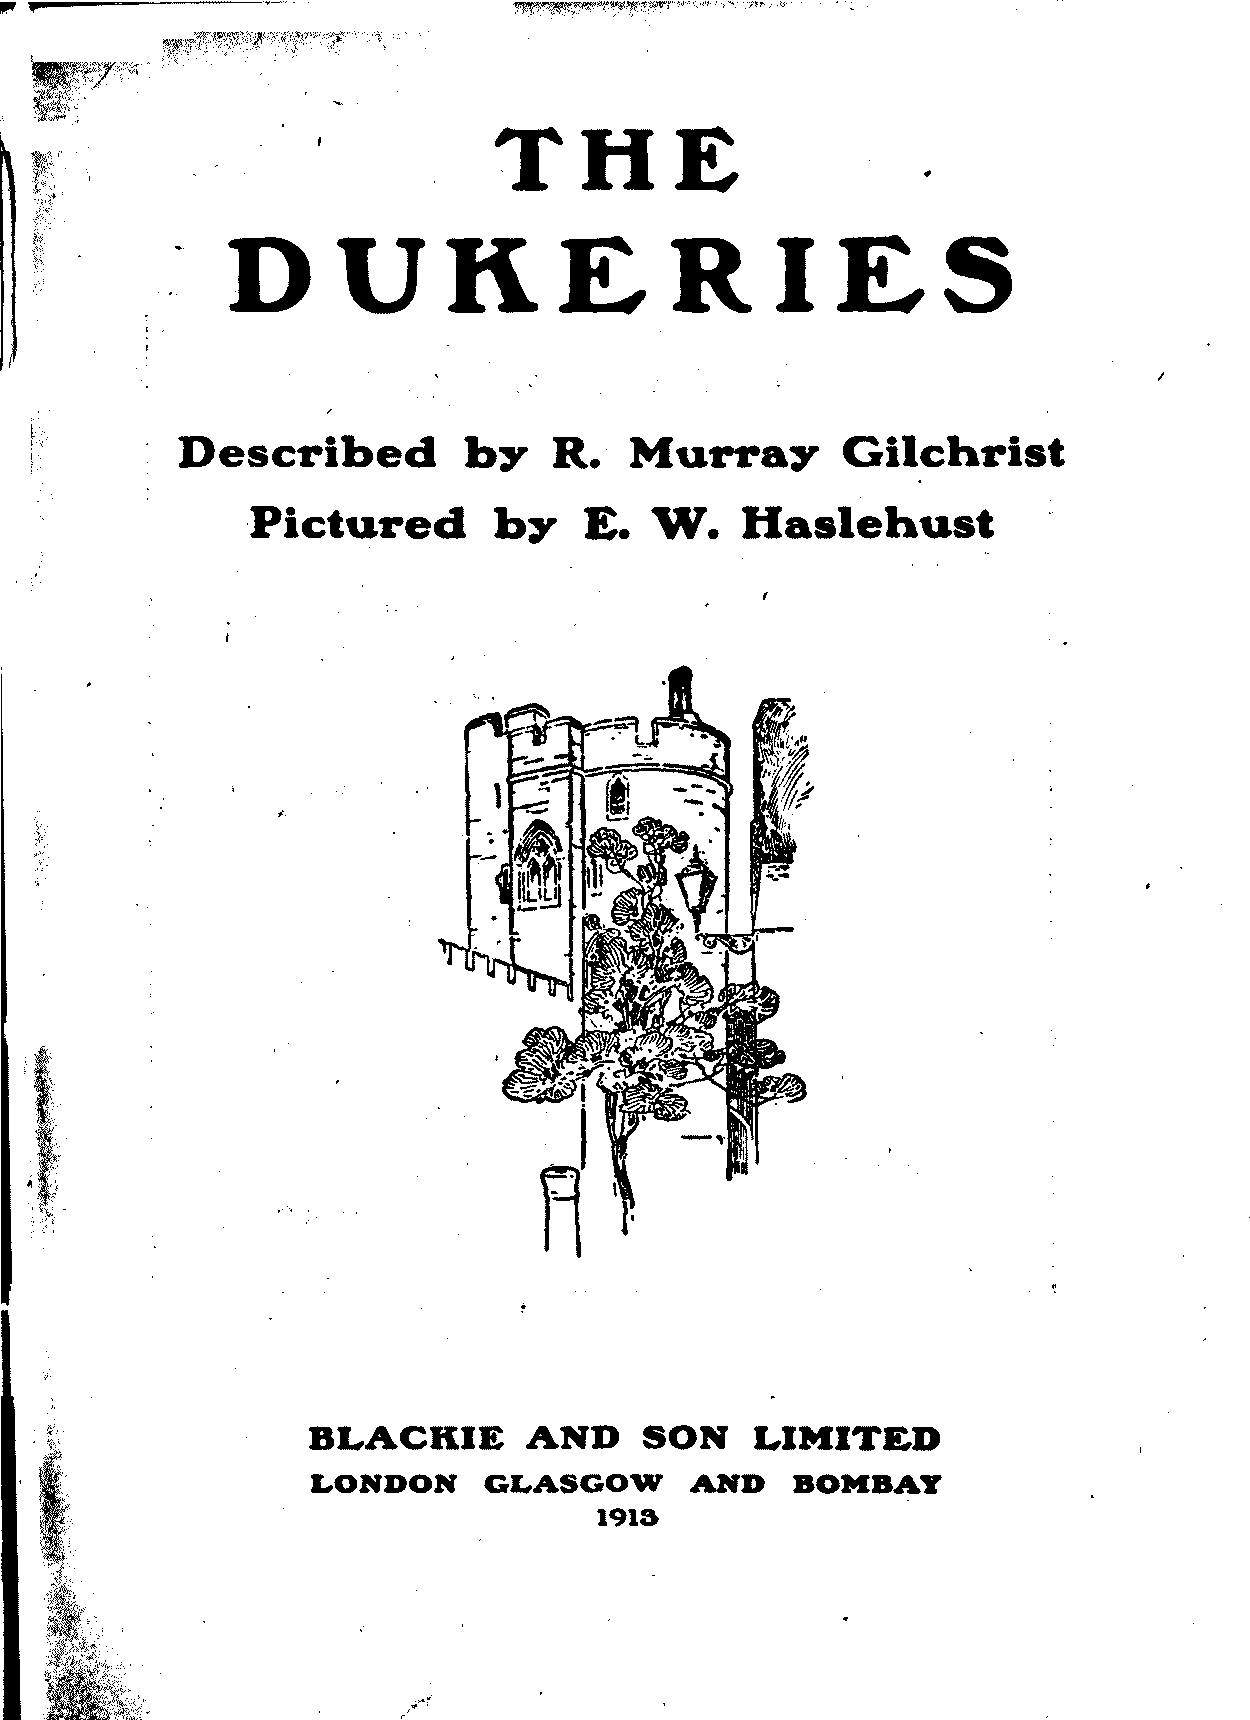 THE
DUKERIES
Described by R. Murray Gilchrist
Pictured by E. W. Haslehust
BLACKIE AND SON LIMITED
LONDON GLASGOW AND BOMBAY
1913